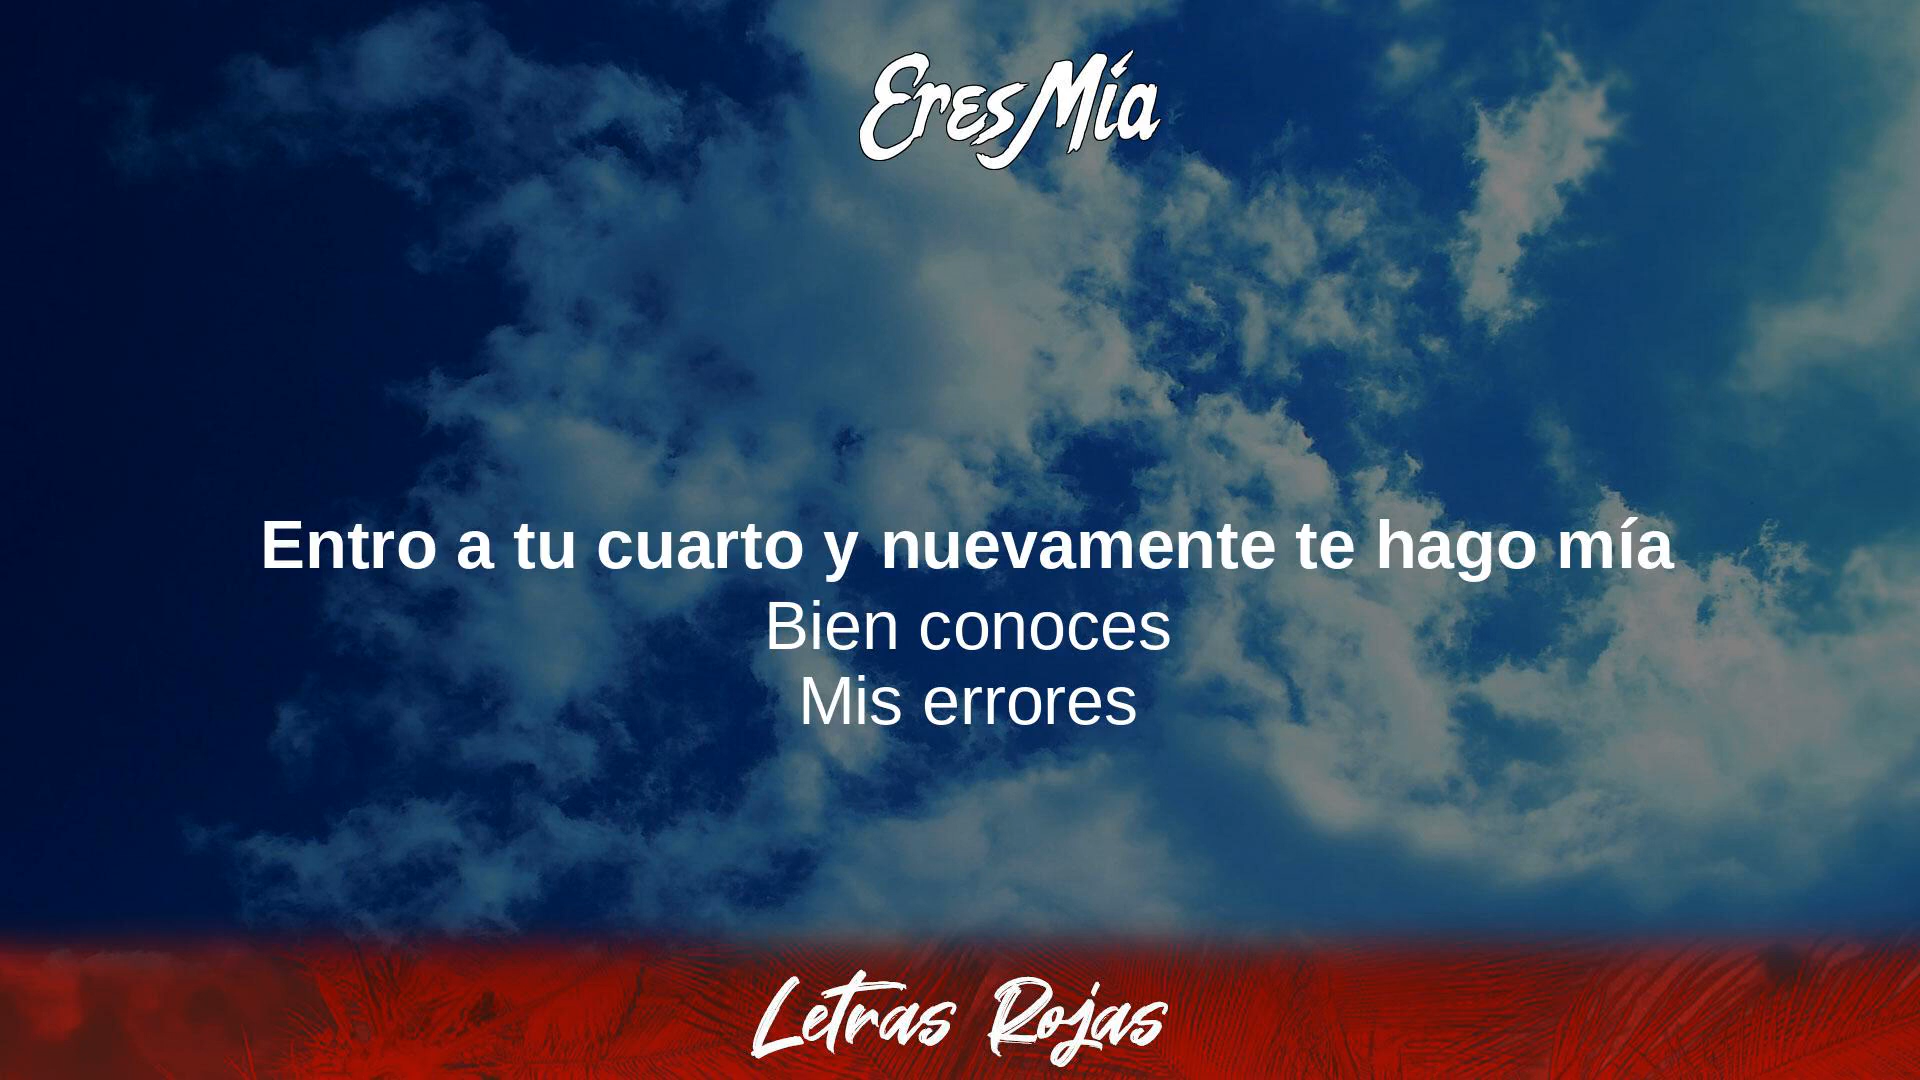 Eres Mía
Entro a tu cuarto y nuevamente te hago mía
Bien conoces
Mis errores
Letras Rojas